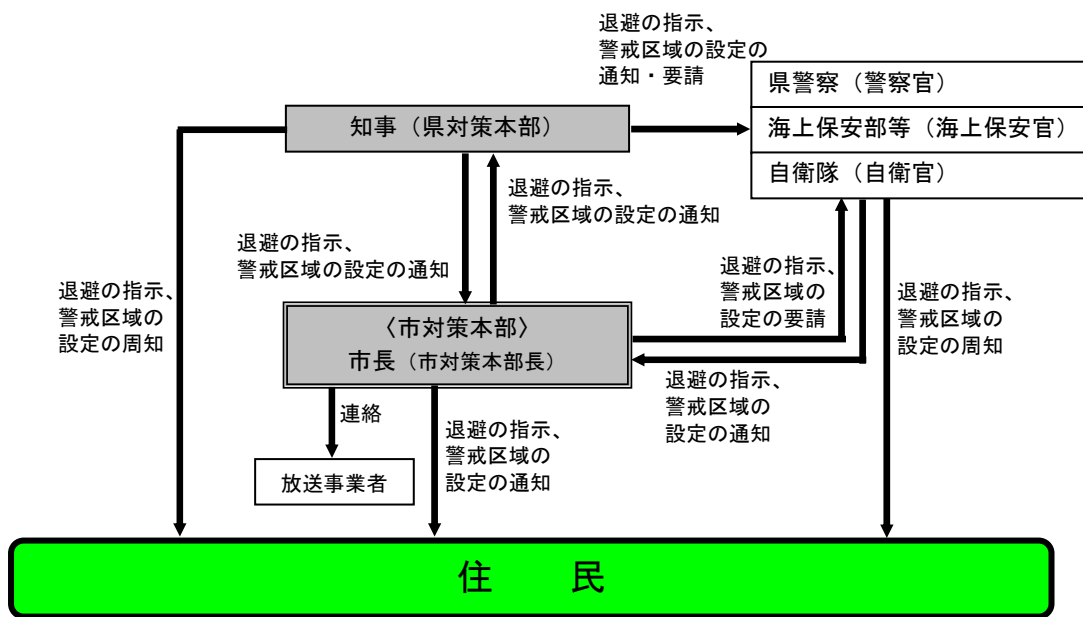 退避の指示、
警戒区域の設定の
通知・要請
県警察（警察官）
知事（県対策本部）
海上保安部等（海上保安官）
自衛隊（自衛官）
退避の指示、
警戒区域の設定の通知
退避の指示、
警戒区域の設定の通知
退避の指示、
警戒区域の
設定の要請
退避の指示、
警戒区域の
設定の周知
退避の指示、
警戒区域の
設定の周知
〈市対策本部〉
市長（市対策本部長）
退避の指示、
警戒区域の
設定の通知
連絡
退避の指示、
警戒区域の
設定の通知
放送事業者
住　民